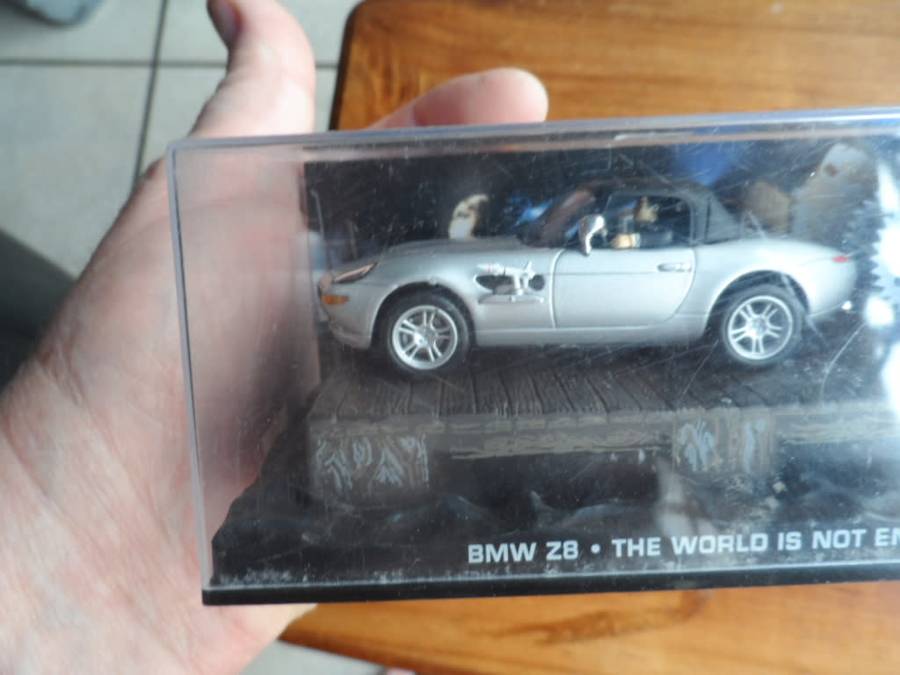 BMW Z8 • THE WORLD IS NOT EN